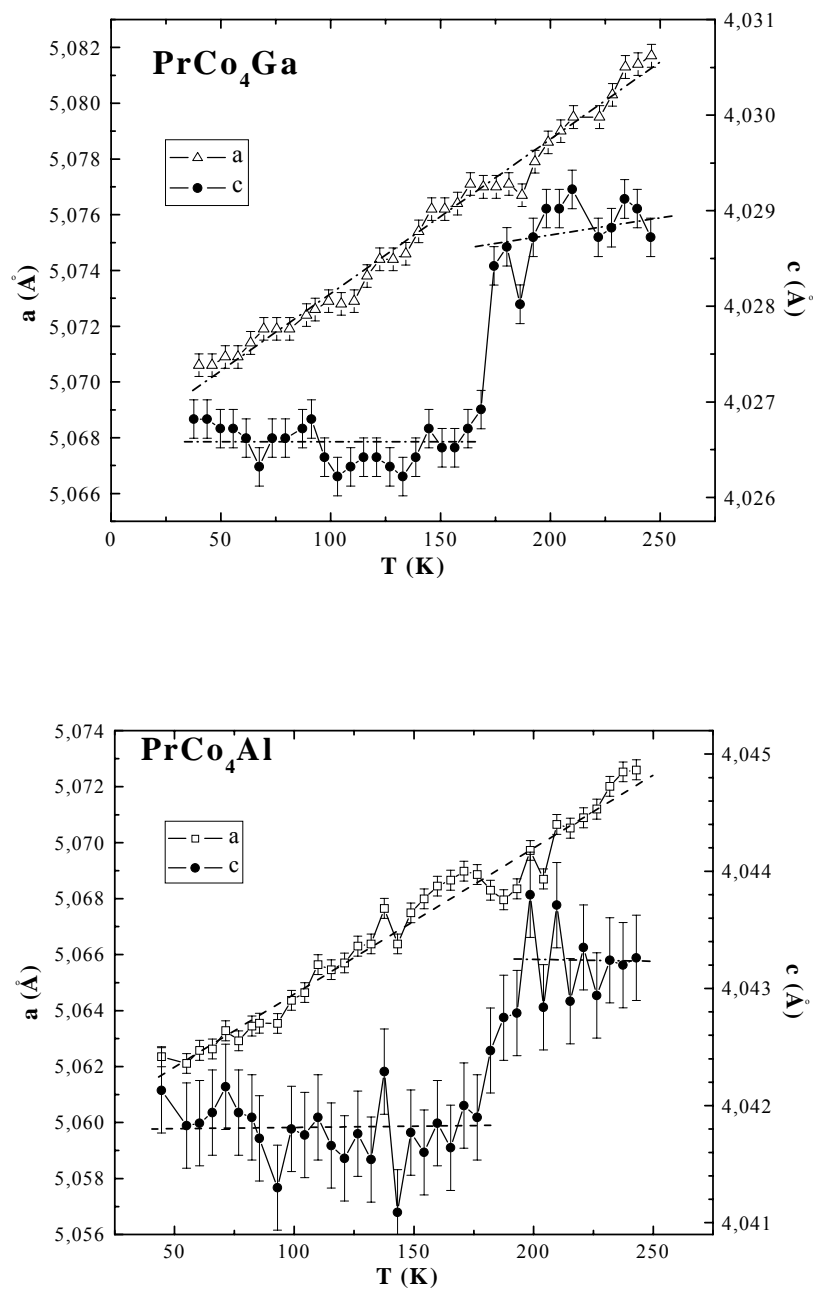 PrCo₄Ga
a
c
5,082
5,080
5,078
5,076
5,074
5,072
5,070
5,068
5,066
a (Å)
4,031
4,030
4,029
4,028
4,027
4,026
c (Å)
0 50 100 150 200 250
T (K)
PrCo₄Al
a
c
5,074
5,072
5,070
5,068
5,066
5,064
5,062
5,060
5,058
5,056
a (Å)
4,045
4,044
4,043
4,042
4,041
c (Å)
50 100 150 200 250
T (K)